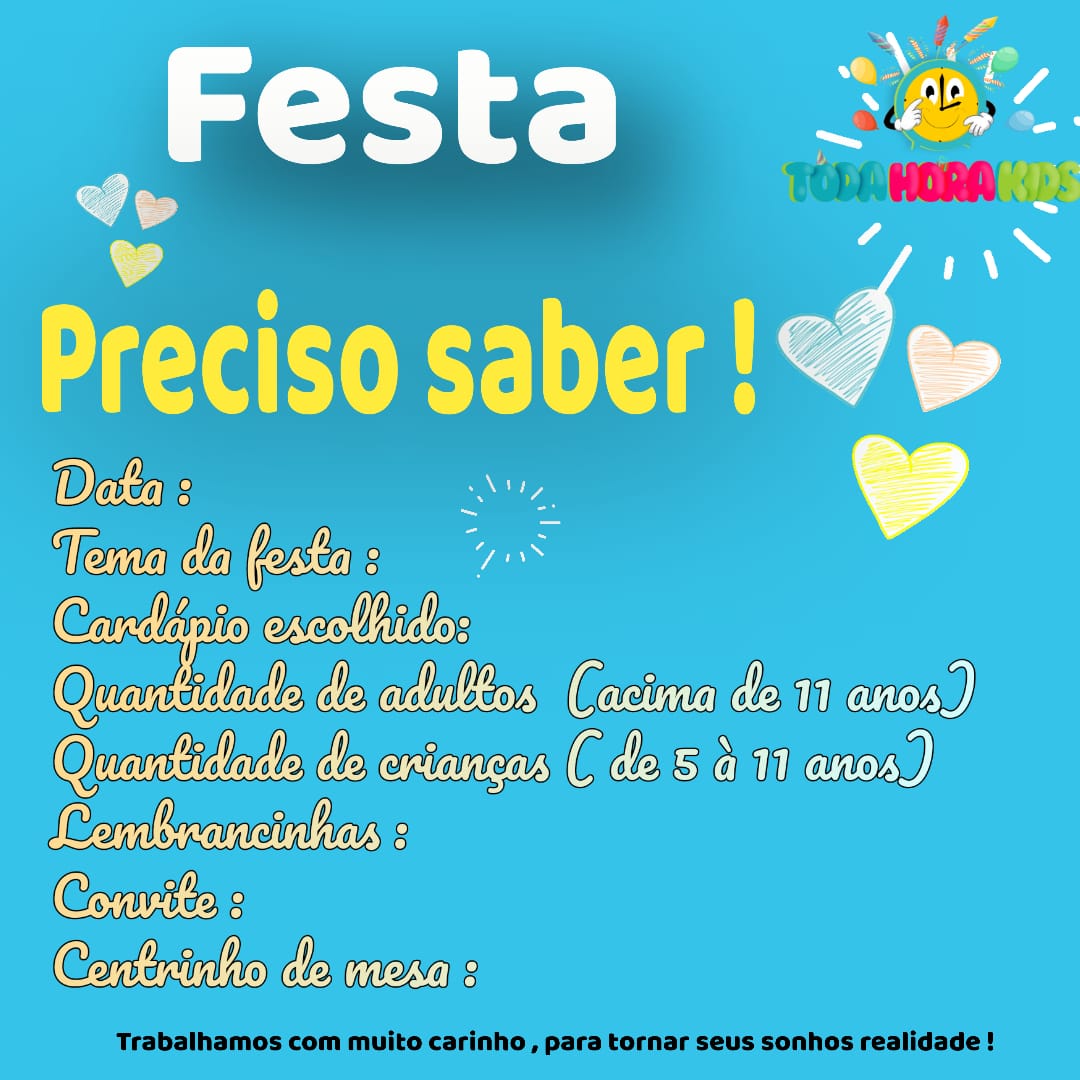 Festa
TODA HORA KIDS
Preciso saber !
Data :
Tema da festa :
Cardápio escolhido:
Quantidade de adultos (acima de 11 anos)
Quantidade de crianças ( de 5 à 11 anos)
Lembrancinhas :
Convite :
Centrinho de mesa :
Trabalhamos com muito carinho , para tornar seus sonhos realidade !